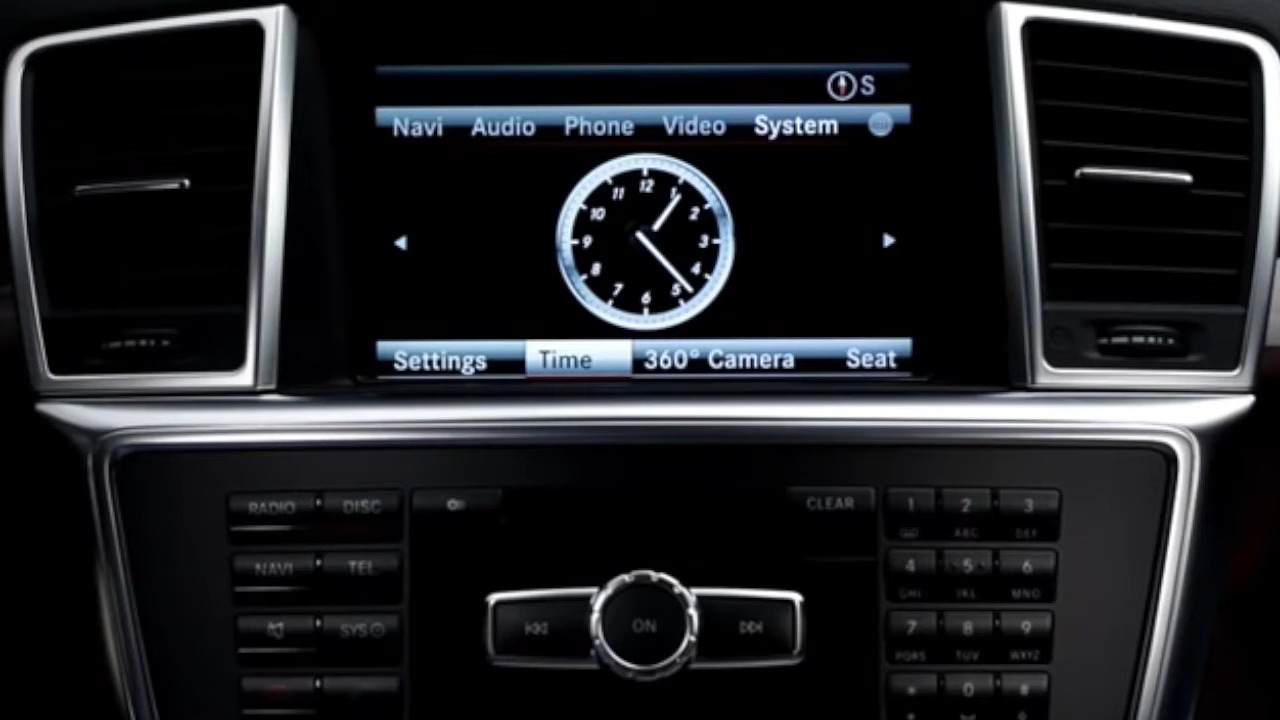 S
Navi Audio Phone Video System
12
11 1
10 2
9 3
8 4
7 5
6
Settings Time 360° Camera Seat
RADIO DISC CLEAR 1 2 3
ABC DEF
NAVI TEL 4 5 6
GHI JKL MNO
SYS 7 8 9
ON
PQRS TUV WXYZ
* 0 #